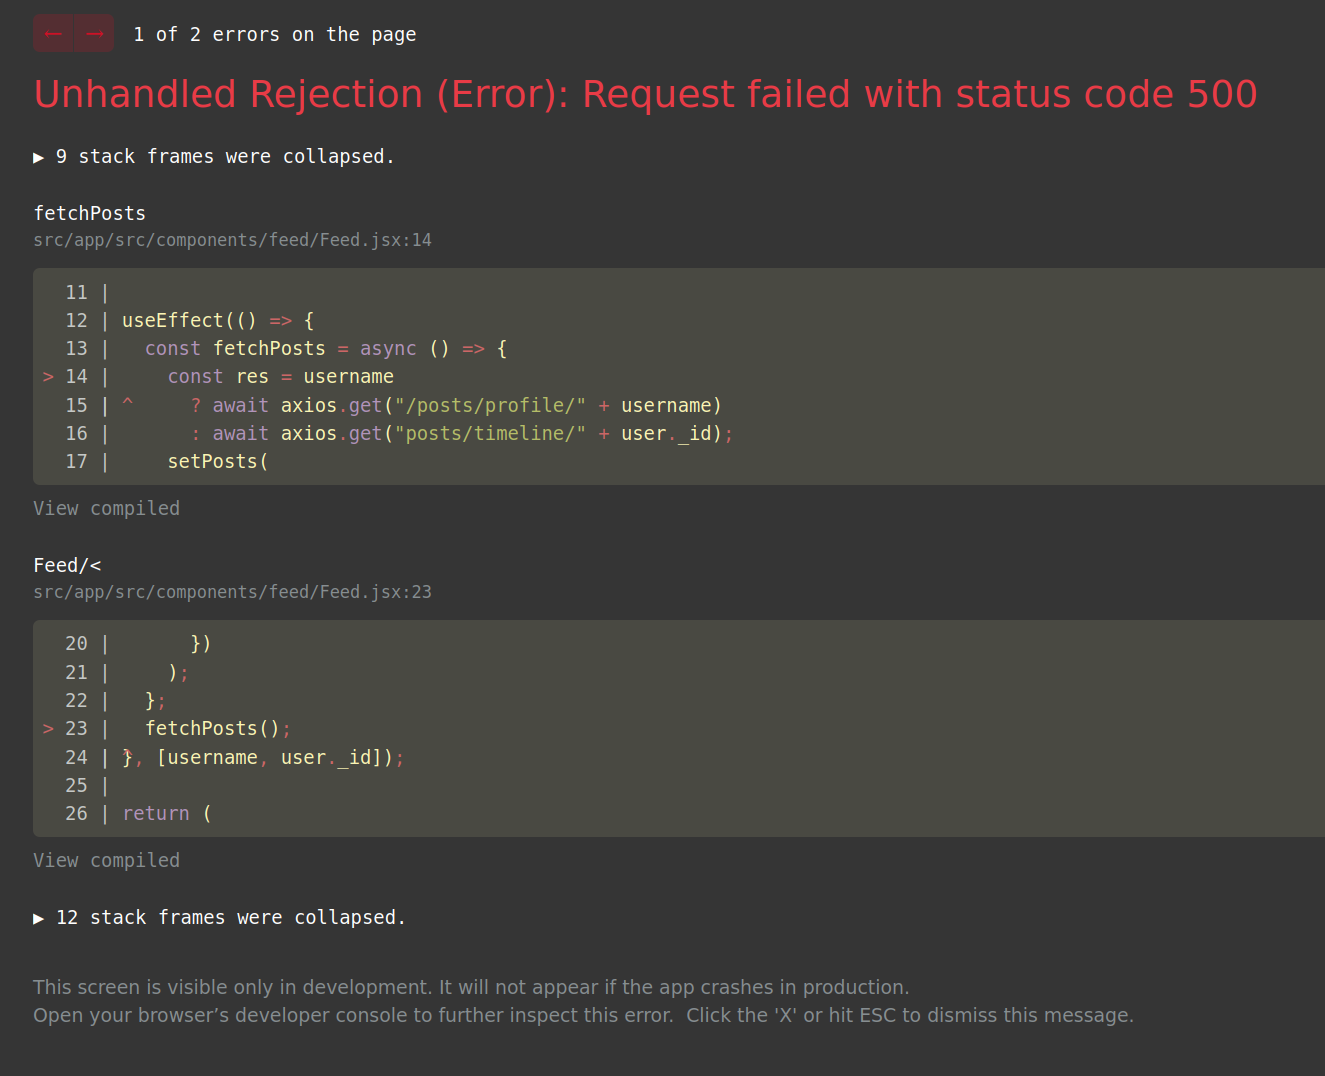 ← → 1 of 2 errors on the page
Unhandled Rejection (Error): Request failed with status code 500
▶ 9 stack frames were collapsed.
fetchPosts
src/app/src/components/feed/Feed.jsx:14
  11 |
  12 | useEffect(() => {
  13 |   const fetchPosts = async () => {
> 14 |     const res = username
  15 | ^     ? await axios.get("/posts/profile/" + username)
  16 |       : await axios.get("posts/timeline/" + user._id);
  17 |     setPosts(
View compiled
Feed/<
src/app/src/components/feed/Feed.jsx:23
  20 |       })
  21 |     );
  22 |   };
> 23 |   fetchPosts();
  24 | ^}, [username, user._id]);
  25 |
  26 | return (
View compiled
▶ 12 stack frames were collapsed.
This screen is visible only in development. It will not appear if the app crashes in production.
Open your browser’s developer console to further inspect this error.  Click the 'X' or hit ESC to dismiss this message.